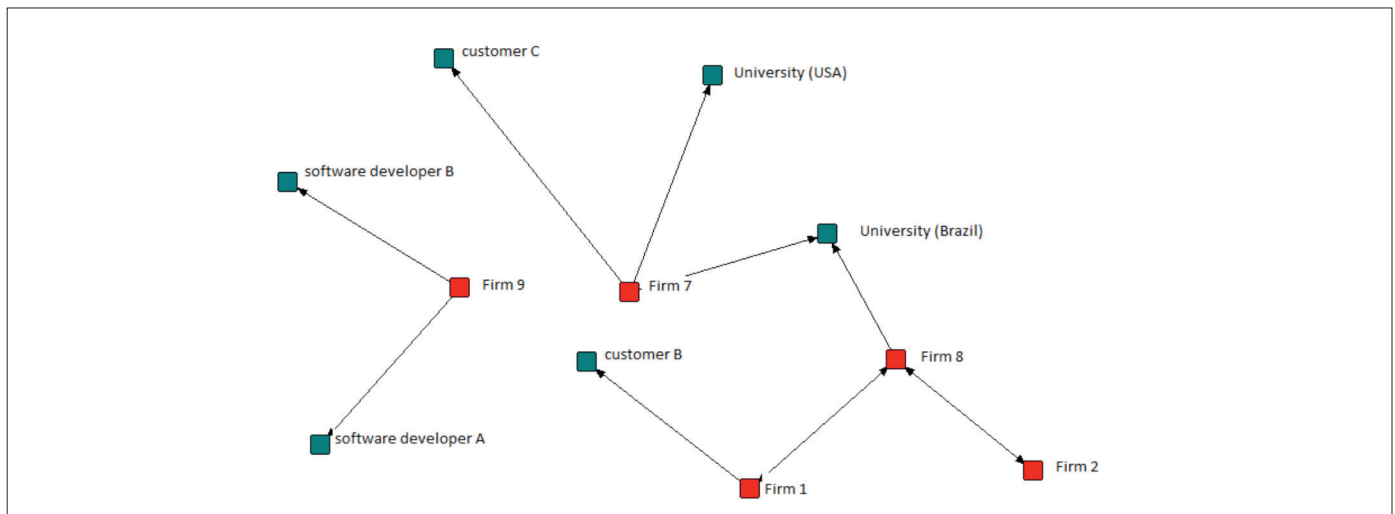 customer C
University (USA)
software developer B
University (Brazil)
Firm 9
Firm 7
customer B
Firm 8
software developer A
Firm 2
Firm 1